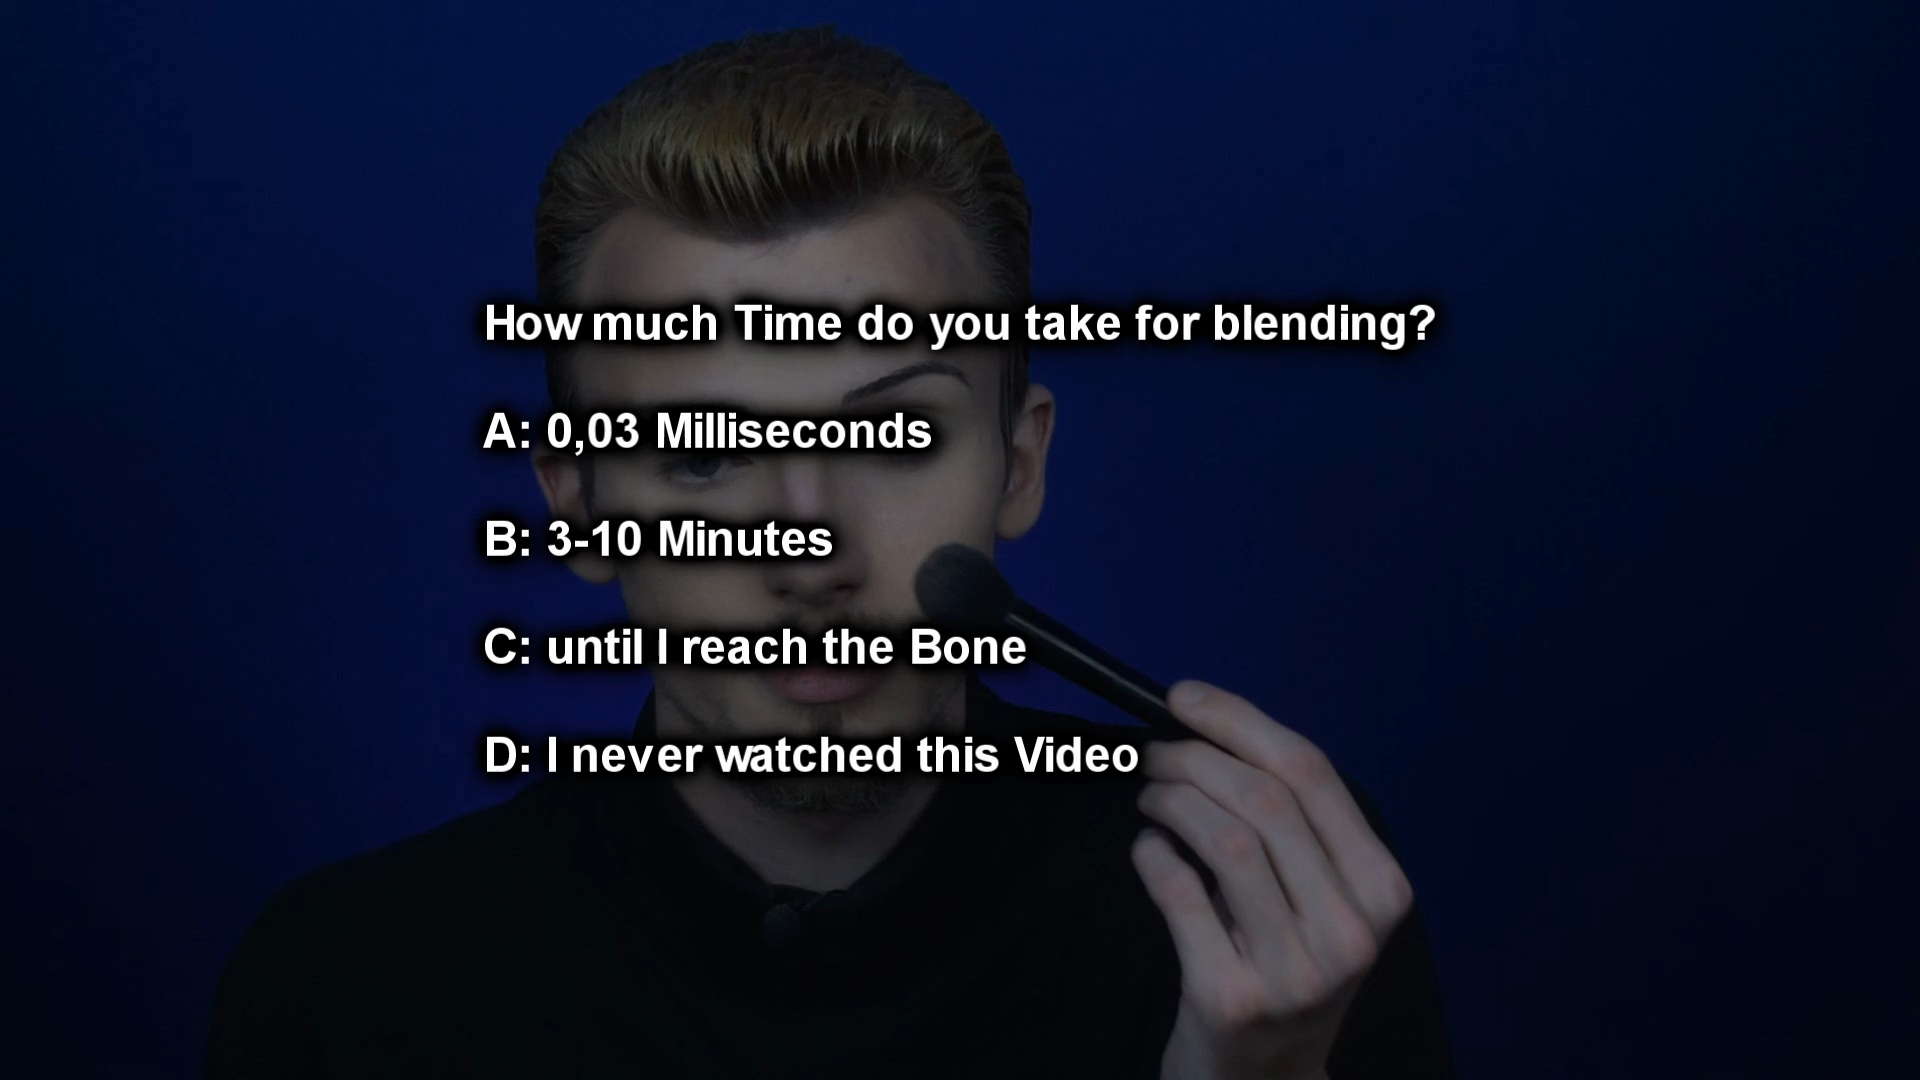 How much Time do you take for blending?
A: 0,03 Milliseconds
B: 3-10 Minutes
C: until I reach the Bone
D: I never watched this Video